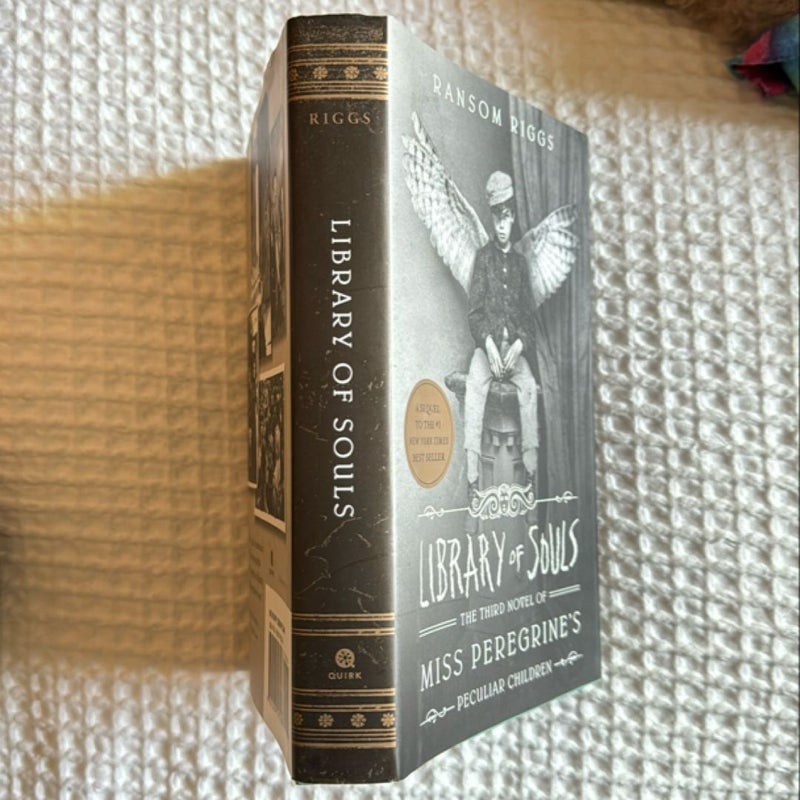 RIGGS
LIBRARY OF SOULS
QUIRK
RANSOM RIGGS
A SEQUEL
TO THE #1
NEW YORK TIMES
BEST SELLER
LIBRARY OF SOULS
THE THIRD NOVEL OF
MISS PEREGRINE'S
PECULIAR CHILDREN